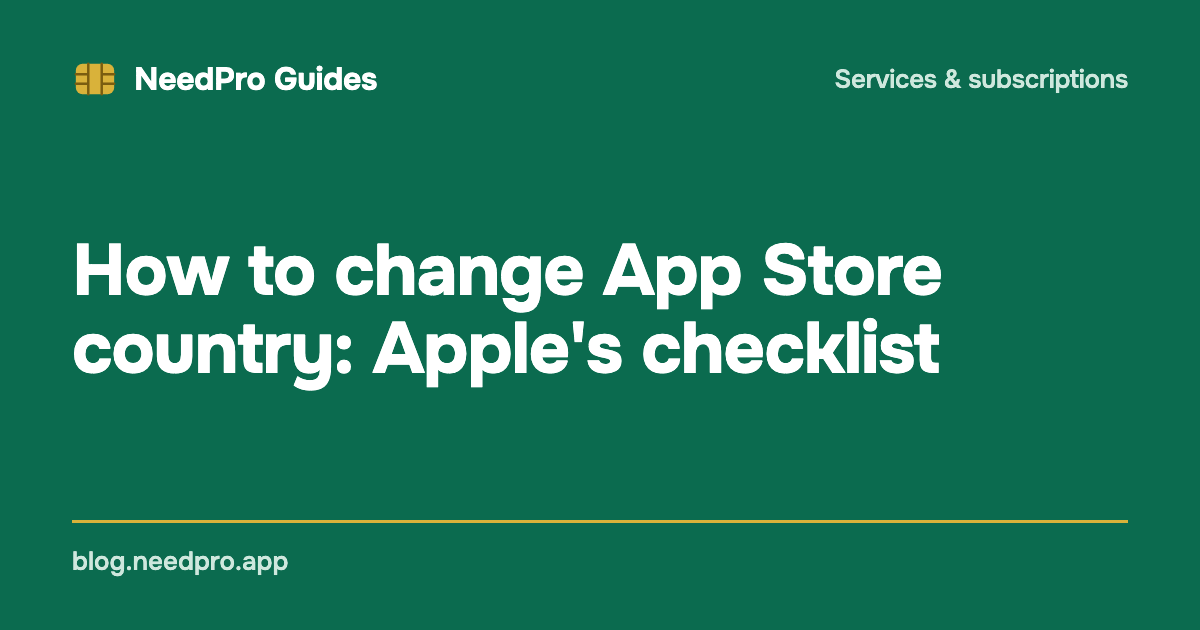 NeedPro Guides
Services & subscriptions
How to change App Store
country: Apple's checklist
blog.needpro.app